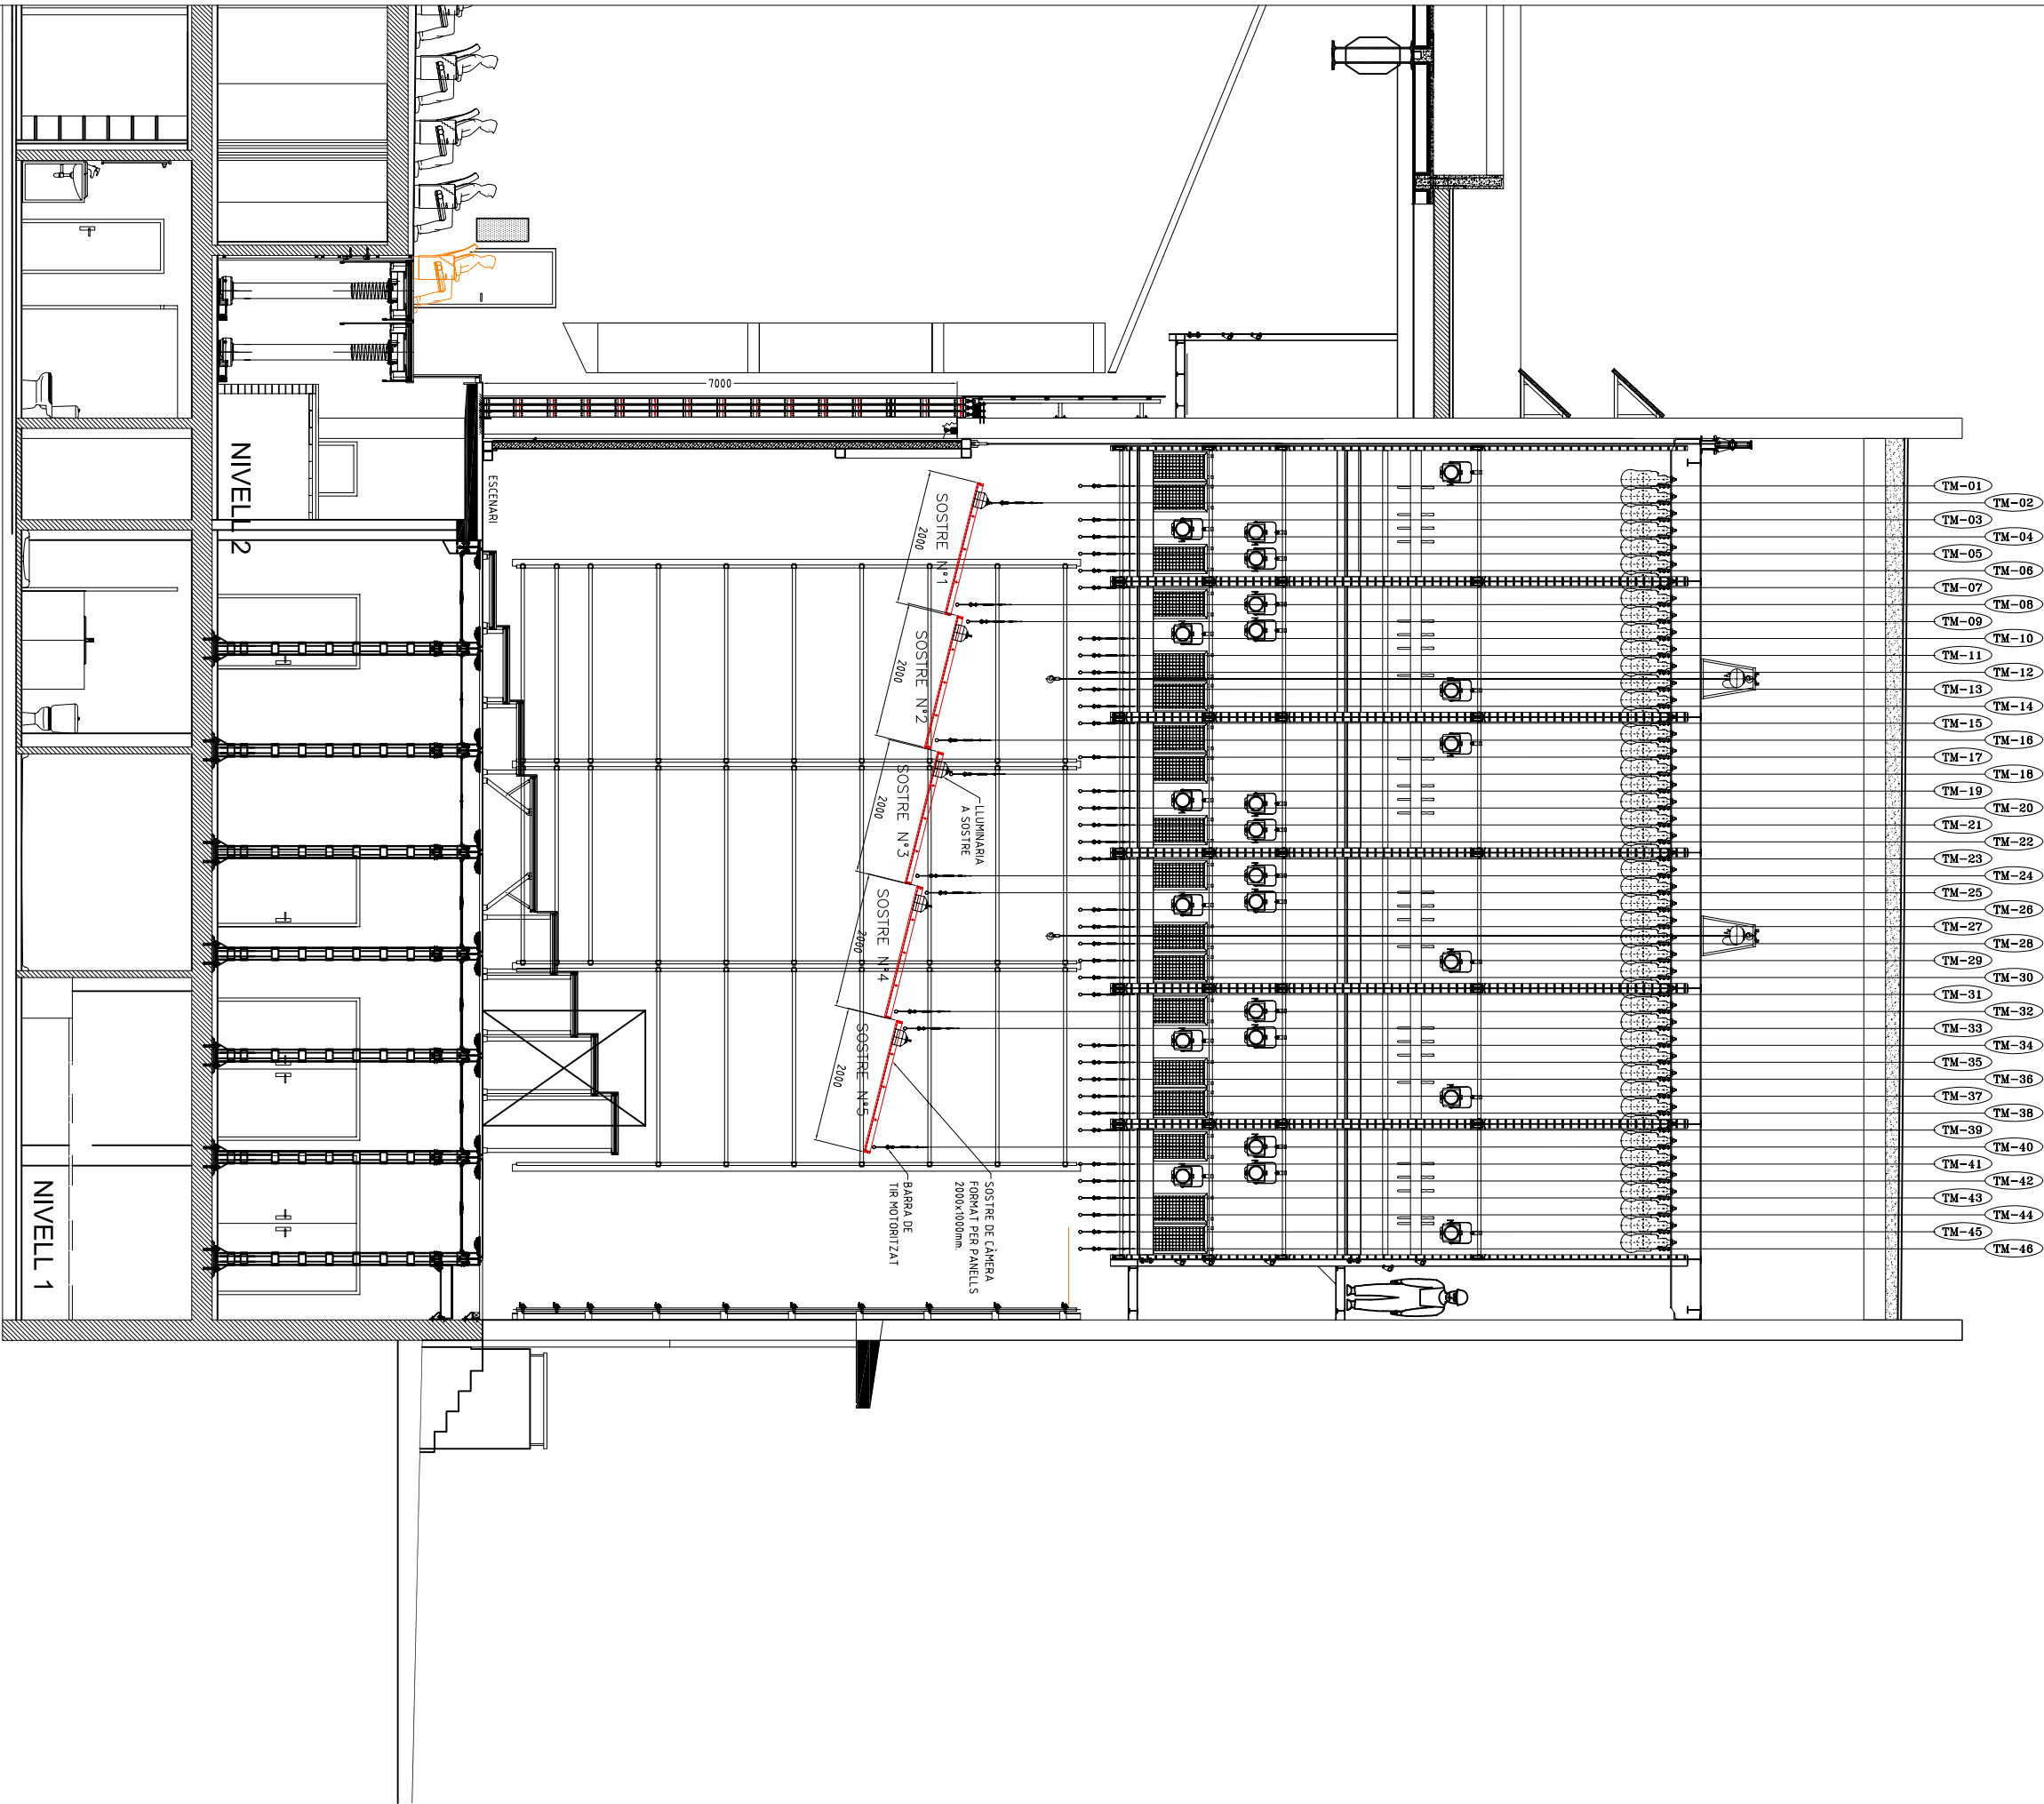 TM-01
TM-02
TM-03
TM-04
TM-05
TM-06
TM-07
TM-08
TM-09
TM-10
TM-11
TM-12
TM-13
TM-14
TM-15
TM-16
TM-17
TM-18
TM-19
TM-20
TM-21
TM-22
TM-23
TM-24
TM-25
TM-26
TM-27
TM-28
TM-29
TM-30
TM-31
TM-32
TM-33
TM-34
TM-35
TM-36
TM-37
TM-38
TM-39
TM-40
TM-41
TM-42
TM-43
TM-44
TM-45
TM-46
7000
ESCENARI
SOSTRE Nº1
2000
SOSTRE Nº2
2000
SOSTRE Nº3
2000
SOSTRE Nº4
2000
SOSTRE Nº5
2000
LLUMINARIA
A SOSTRE
SOSTRE DE CÀMERA
FORMAT PER PANELLS
2000x1000mm.
BARRA DE
TIR MOTORITZAT
NIVELL 2
NIVELL 1